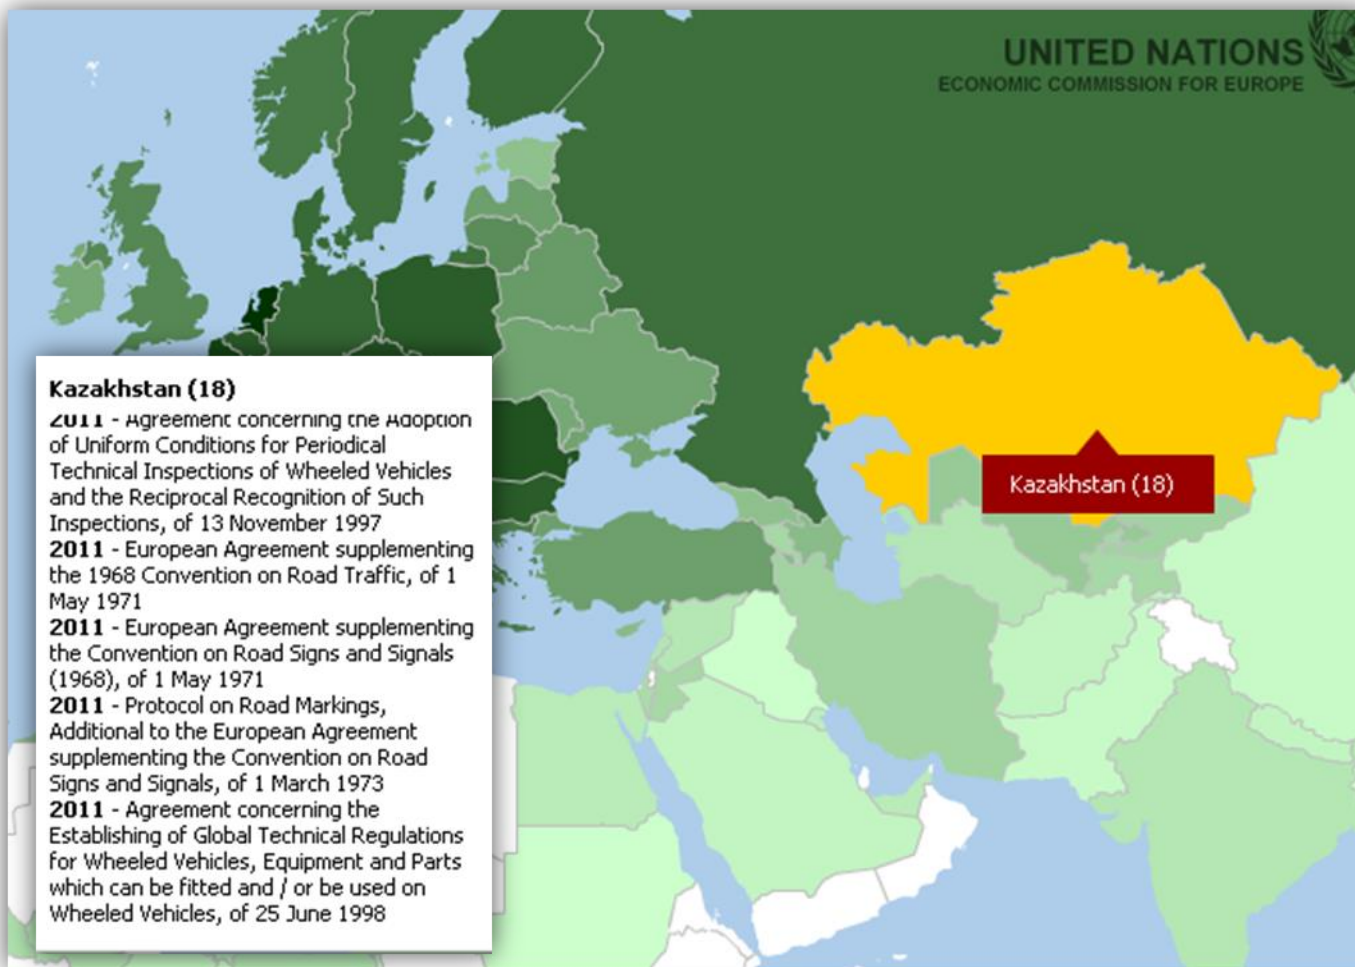 UNITED NATIONS
ECONOMIC COMMISSION FOR EUROPE
Kazakhstan (18)
Kazakhstan (18)
2011 - Agreement concerning the Adoption
of Uniform Conditions for Periodical
Technical Inspections of Wheeled Vehicles
and the Reciprocal Recognition of Such
Inspections, of 13 November 1997
2011 - European Agreement supplementing
the 1968 Convention on Road Traffic, of 1
May 1971
2011 - European Agreement supplementing
the Convention on Road Signs and Signals
(1968), of 1 May 1971
2011 - Protocol on Road Markings,
Additional to the European Agreement
supplementing the Convention on Road
Signs and Signals, of 1 March 1973
2011 - Agreement concerning the
Establishing of Global Technical Regulations
for Wheeled Vehicles, Equipment and Parts
which can be fitted and / or be used on
Wheeled Vehicles, of 25 June 1998